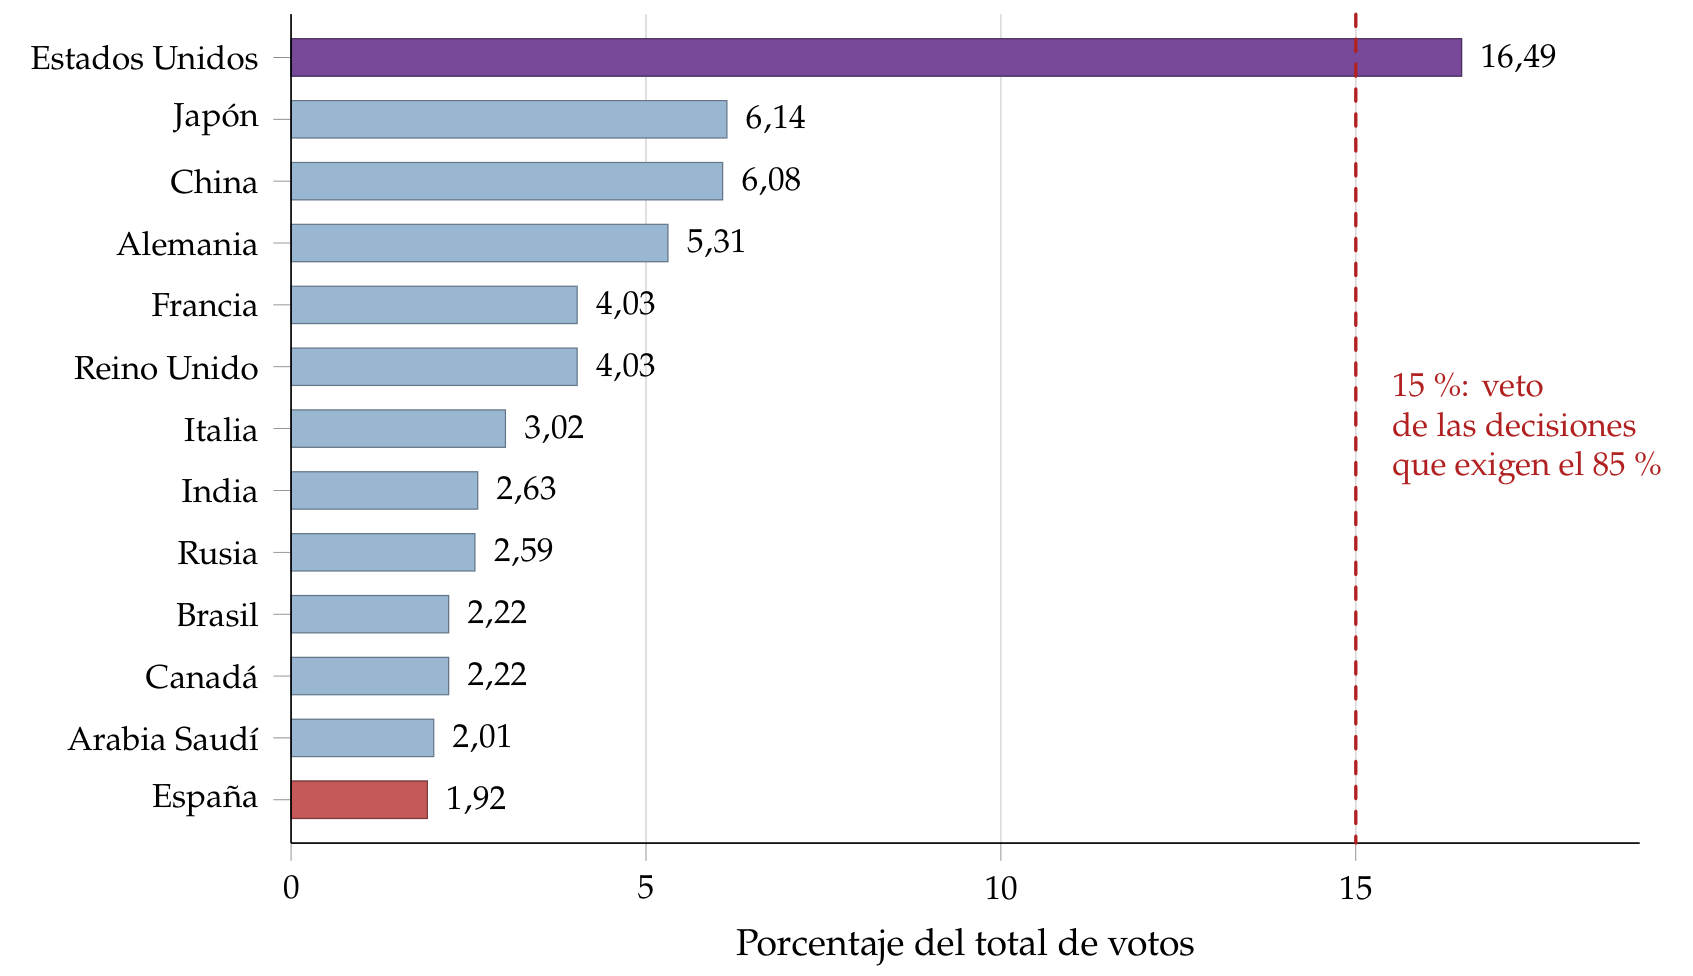 Estados Unidos 16,49
Japón 6,14
China 6,08
Alemania 5,31
Francia 4,03
Reino Unido 4,03
Italia 3,02
India 2,63
Rusia 2,59
Brasil 2,22
Canadá 2,22
Arabia Saudí 2,01
España 1,92
15 %: veto
de las decisiones
que exigen el 85 %
0 5 10 15
Porcentaje del total de votos